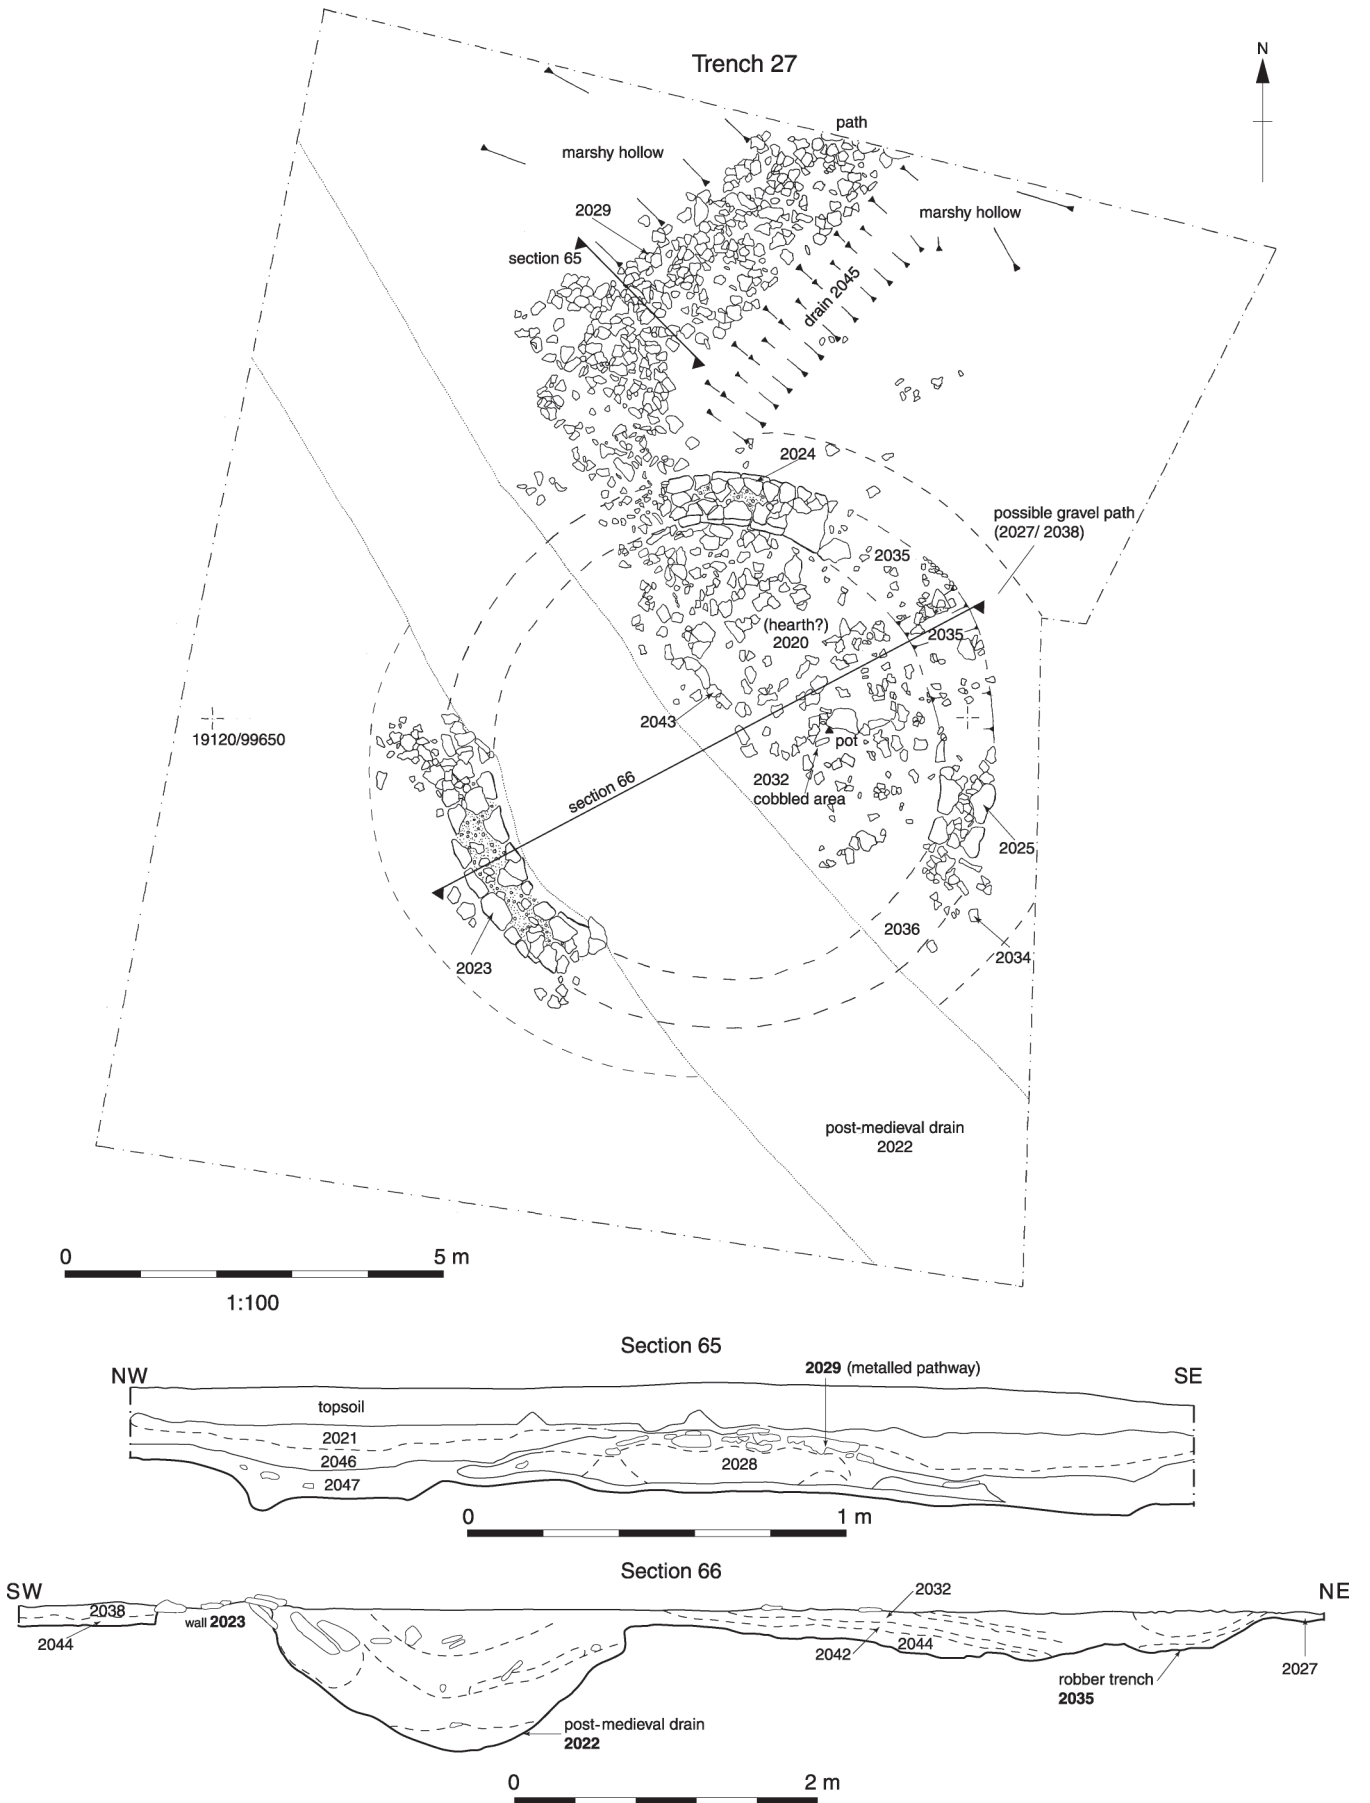 Trench 27
N
path
marshy hollow
2029
marshy hollow
section 65
drain 2045
2024
possible gravel path
(2027/ 2038)
2035
(hearth?)
2020
2035
2043
19120/99650
pot
2032
cobbled area
section 66
2025
2036
2034
2023
post-medieval drain
2022
0
5 m
1:100
Section 65
NW
2029 (metalled pathway)
SE
topsoil
2021
2046
2028
2047
0
1 m
Section 66
SW
NE
2032
2038
wall 2023
2044
2042
2044
robber trench
2035
2027
post-medieval drain
2022
0
2 m